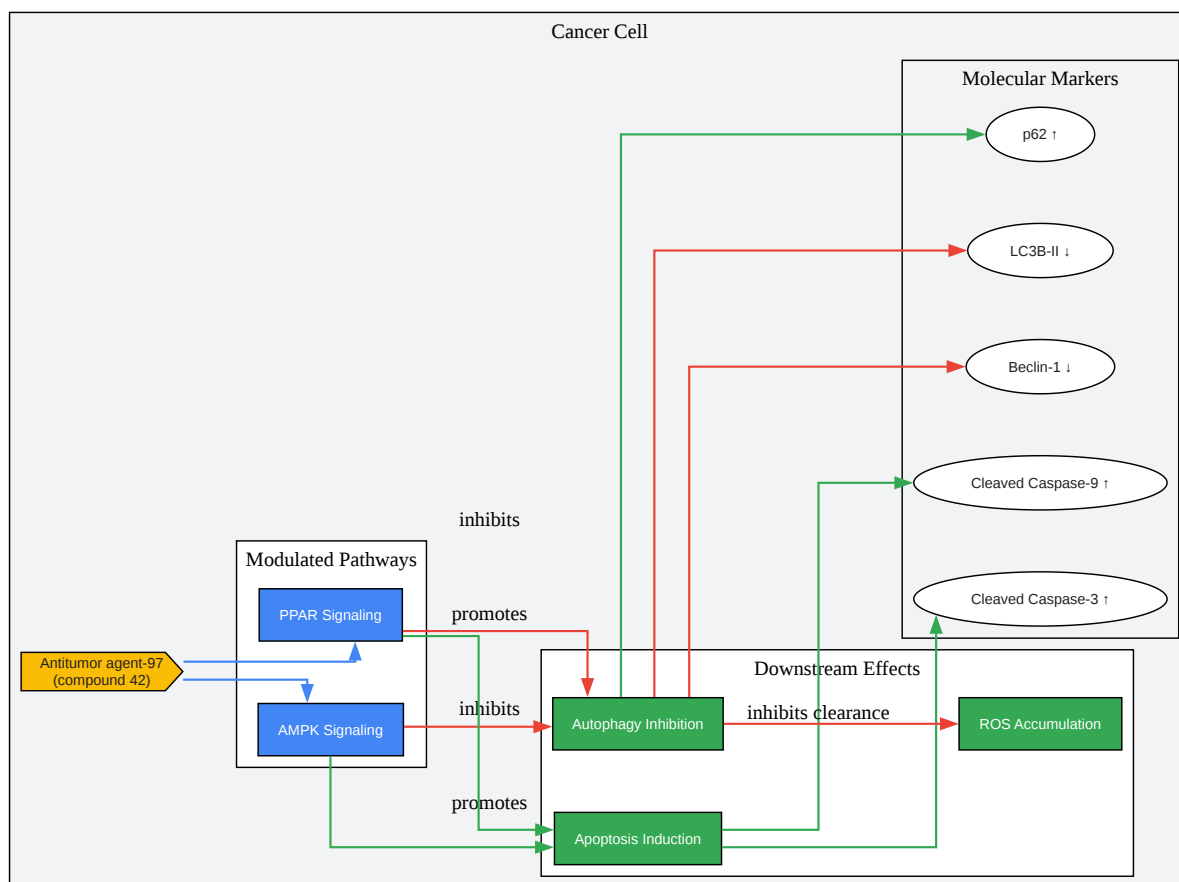 Cancer Cell
Molecular Markers
p62 ↑
LC3B-II ↓
Beclin-1 ↓
Cleaved Caspase-9 ↑
inhibits
Modulated Pathways
Cleaved Caspase-3 ↑
PPAR Signaling
promotes
Antitumor agent-97
(compound 42)
Downstream Effects
inhibits
inhibits clearance
AMPK Signaling
Autophagy Inhibition
ROS Accumulation
promotes
Apoptosis Induction